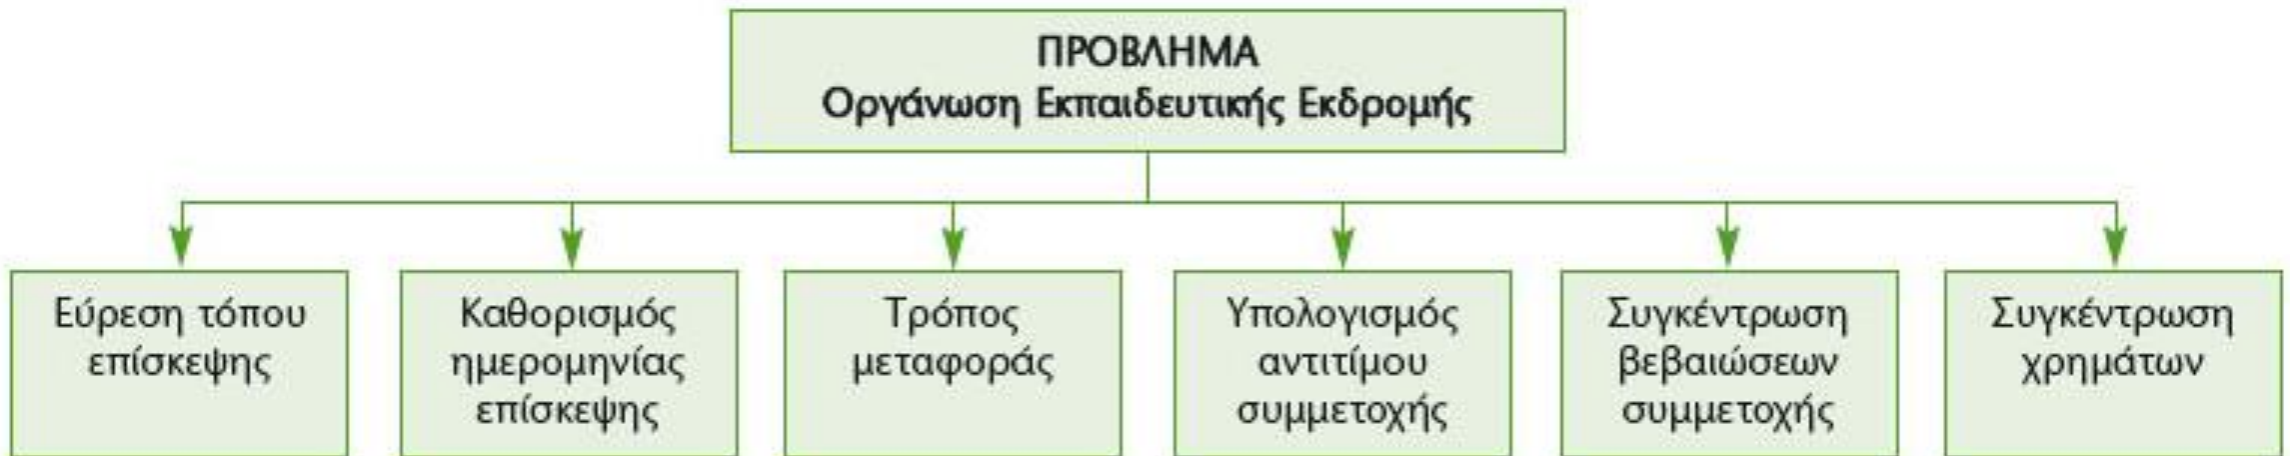 ΠΡΟΒΛΗΜΑ
Οργάνωση Εκπαιδευτικής Εκδρομής
Εύρεση τόπου
επίσκεψης
Καθορισμός
ημερομηνίας
επίσκεψης
Τρόπος
μεταφοράς
Υπολογισμός
αντιτίμου
συμμετοχής
Συγκέντρωση
βεβαιώσεων
συμμετοχής
Συγκέντρωση
χρημάτων